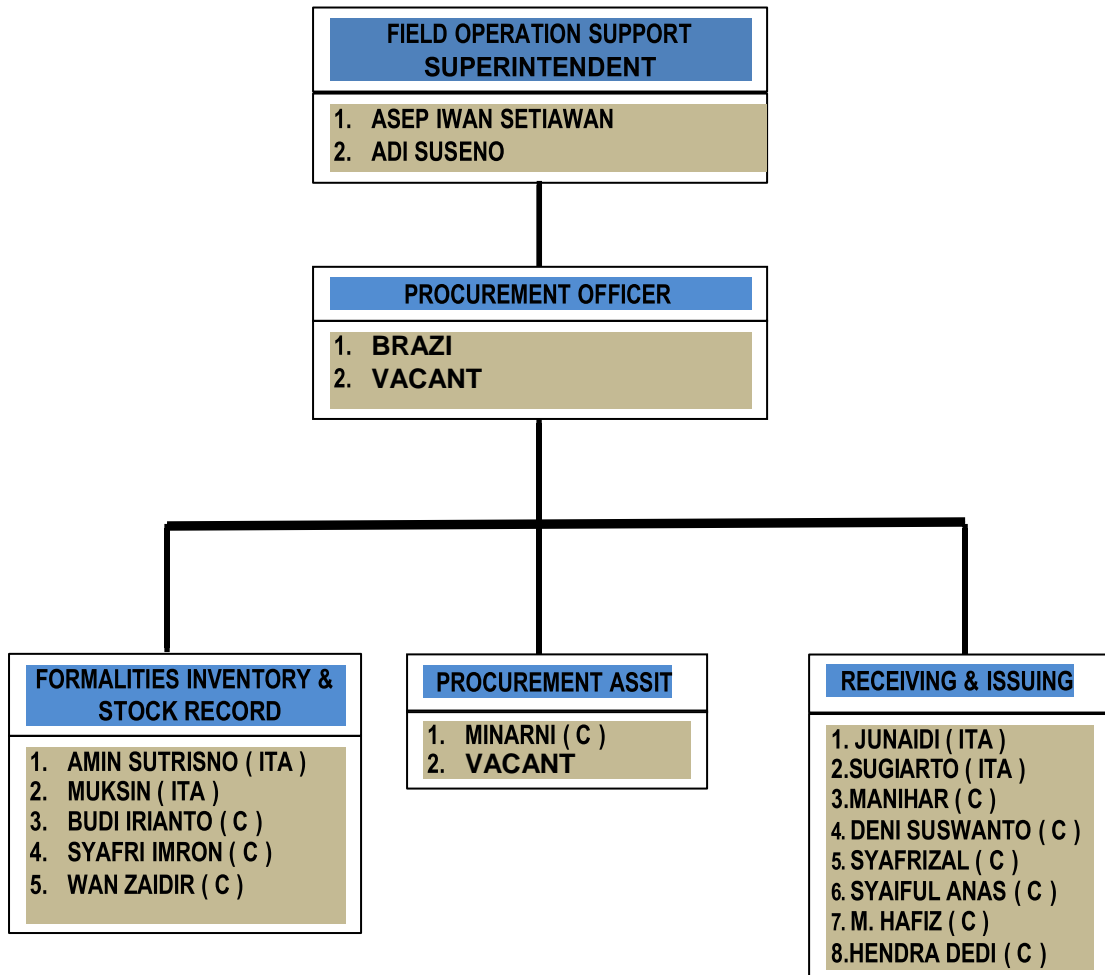 FIELD OPERATION SUPPORT
SUPERINTENDENT
1. ASEP IWAN SETIAWAN
2. ADI SUSENO
PROCUREMENT OFFICER
1. BRAZI
2. VACANT
FORMALITIES INVENTORY &
STOCK RECORD
1. AMIN SUTRISNO ( ITA )
2. MUKSIN ( ITA )
3. BUDI IRIANTO ( C )
4. SYAFRI IMRON ( C )
5. WAN ZAIDIR ( C )
PROCUREMENT ASSIT
1. MINARNI ( C )
2. VACANT
RECEIVING & ISSUING
1. JUNAIDI ( ITA )
2.SUGIARTO ( ITA )
3.MANIHAR ( C )
4. DENI SUSWANTO ( C )
5. SYAFRIZAL ( C )
6. SYAIFUL ANAS ( C )
7. M. HAFIZ ( C )
8.HENDRA DEDI ( C )